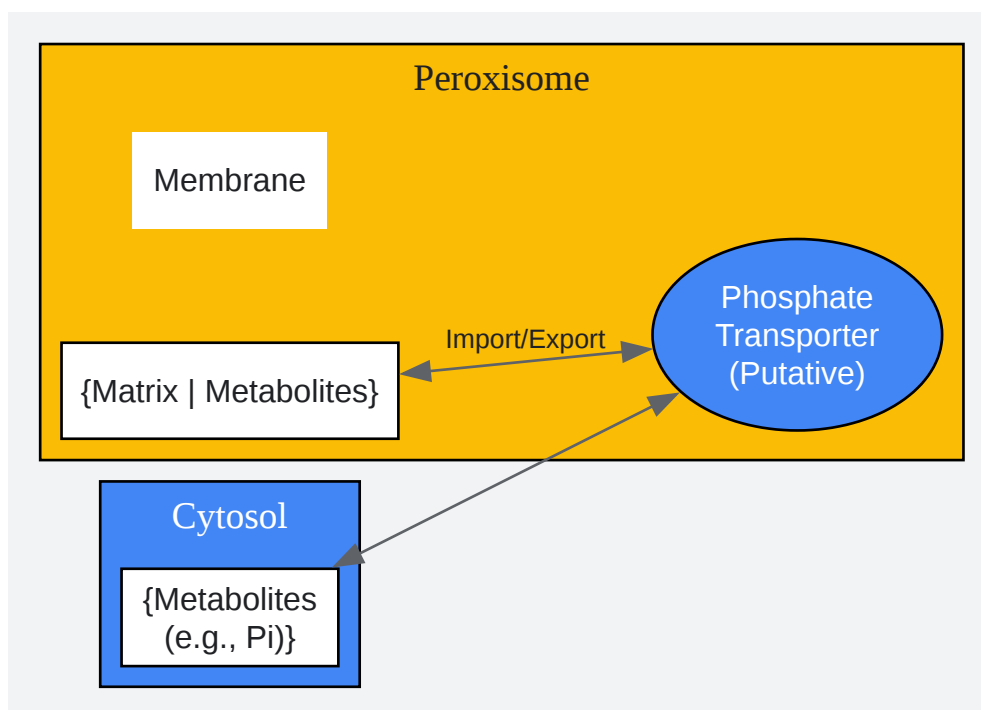 Peroxisome
Membrane
Phosphate
Transporter
(Putative)
Import/Export
{Matrix | Metabolites}
Cytosol
{Metabolites
(e.g., Pi)}